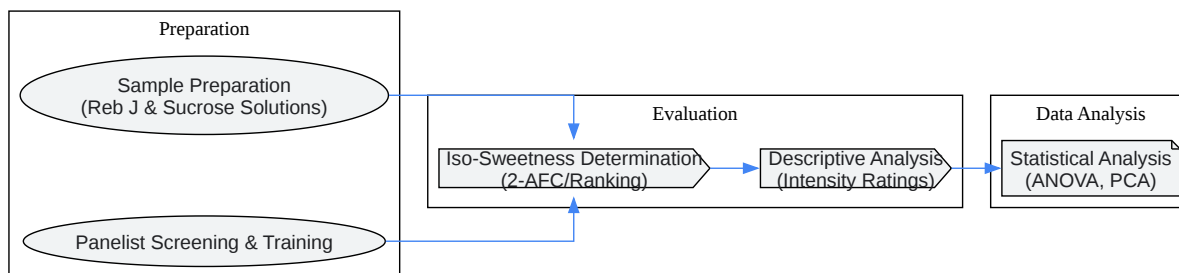 Preparation
Sample Preparation
(Reb J & Sucrose Solutions)
Panelist Screening & Training
Evaluation
Iso-Sweetness Determination
(2-AFC/Ranking)
Descriptive Analysis
(Intensity Ratings)
Data Analysis
Statistical Analysis
(ANOVA, PCA)